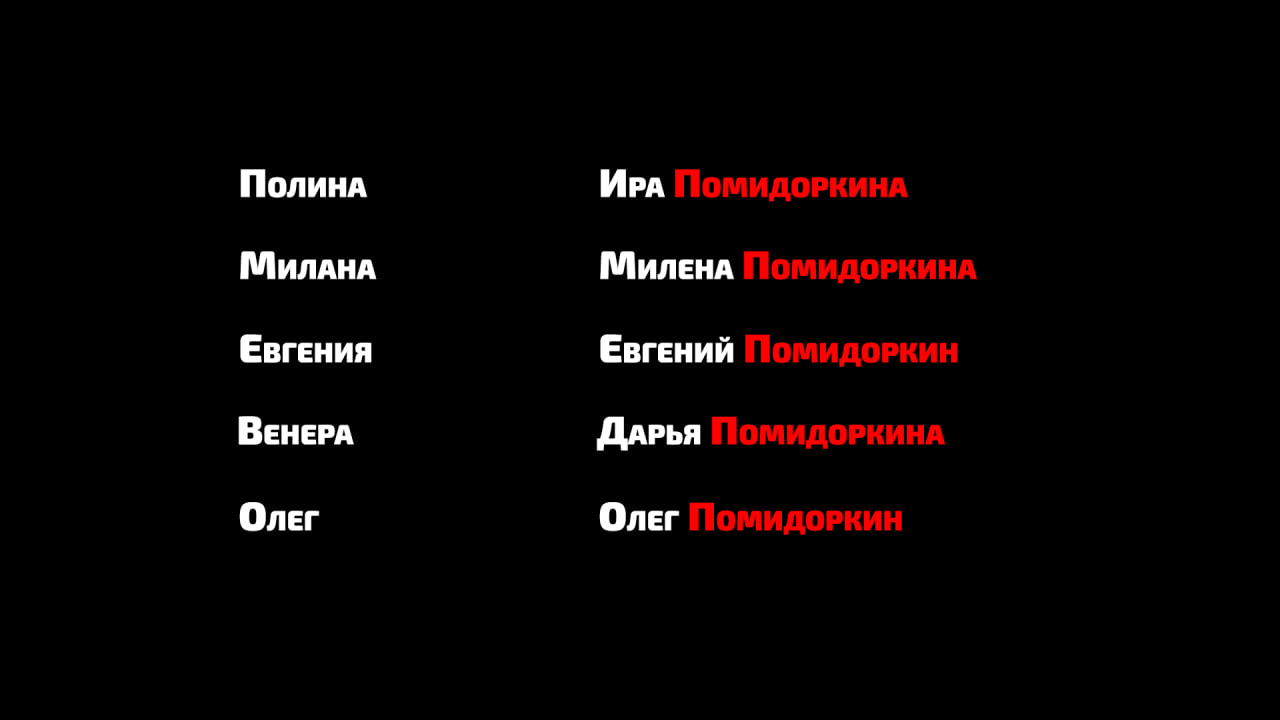 Полина Ира Помидоркина
Милана Милена Помидоркина
Евгения Евгений Помидоркин
Венера Дарья Помидоркина
Олег Олег Помидоркин